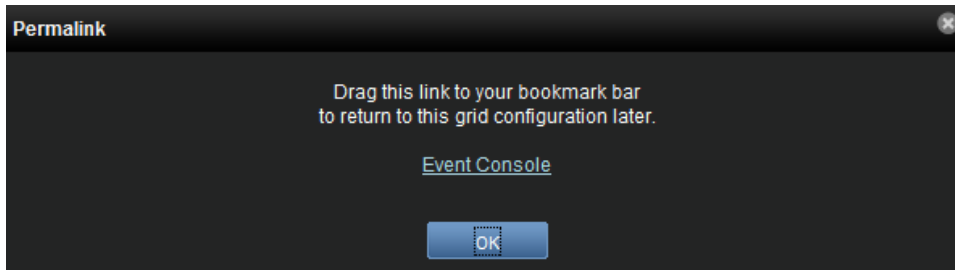 Permalink
Drag this link to your bookmark bar
to return to this grid configuration later.
Event Console
OK